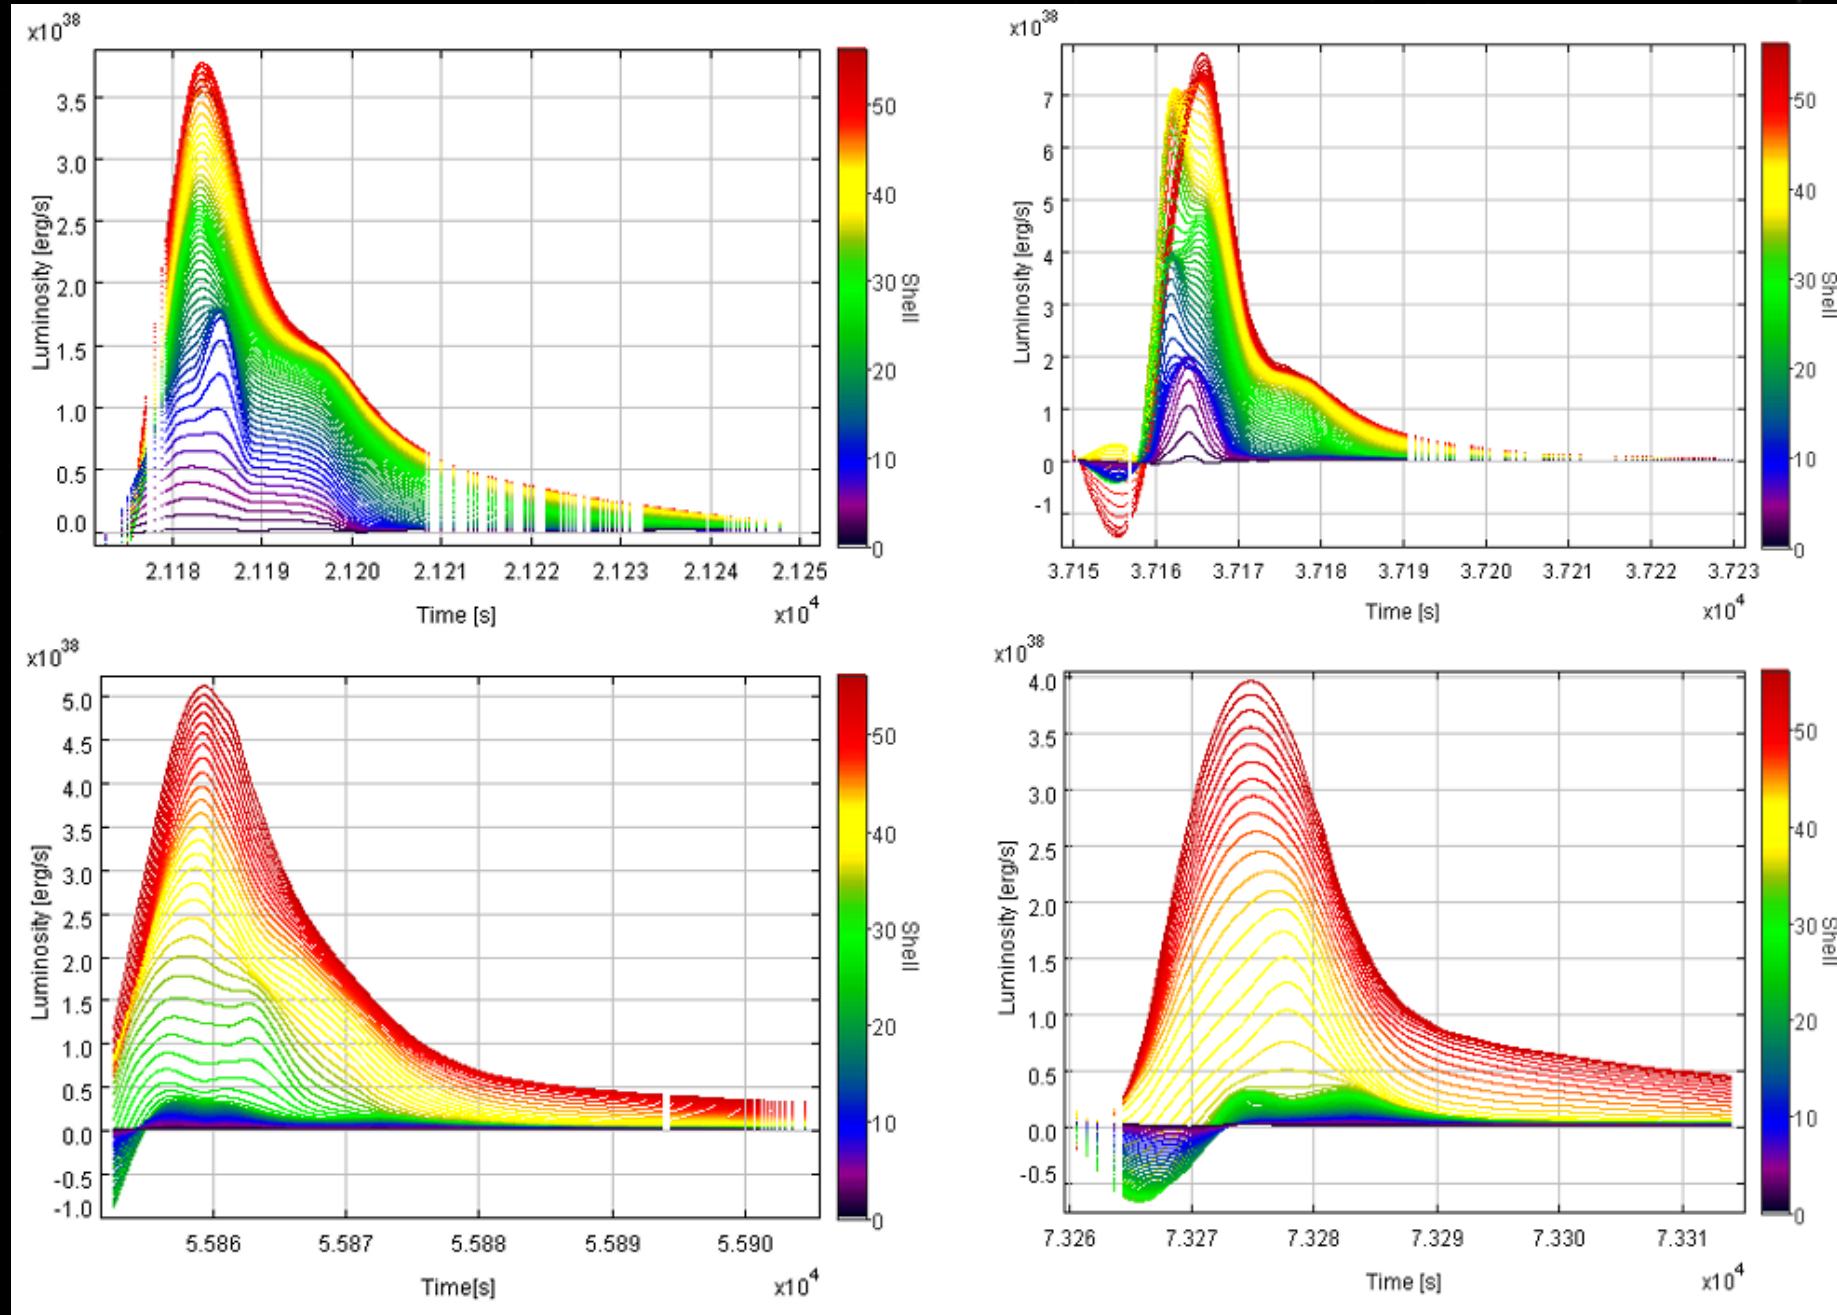 x10^38
3.5
3.0
2.5
2.0
1.5
1.0
0.5
0.0
Luminosity [erg/s]
2.118 2.119 2.120 2.121 2.122 2.123 2.124 2.125
Time [s]
x10^4
50
40
30
20
10
0
Shell
x10^38
7
6
5
4
3
2
1
0
-1
Luminosity [erg/s]
3.715 3.716 3.717 3.718 3.719 3.720 3.721 3.722 3.723
Time [s]
x10^4
50
40
30
20
10
0
Shell
x10^38
5.0
4.5
4.0
3.5
3.0
2.5
2.0
1.5
1.0
0.5
0.0
-0.5
-1.0
Luminosity [erg/s]
5.586 5.587 5.588 5.589 5.590
Time[s]
x10^4
50
40
30
20
10
0
Shell
x10^38
4.0
3.5
3.0
2.5
2.0
1.5
1.0
0.5
0.0
-0.5
Luminosity [erg/s]
7.326 7.327 7.328 7.329 7.330 7.331
Time [s]
x10^4
50
40
30
20
10
0
Shell